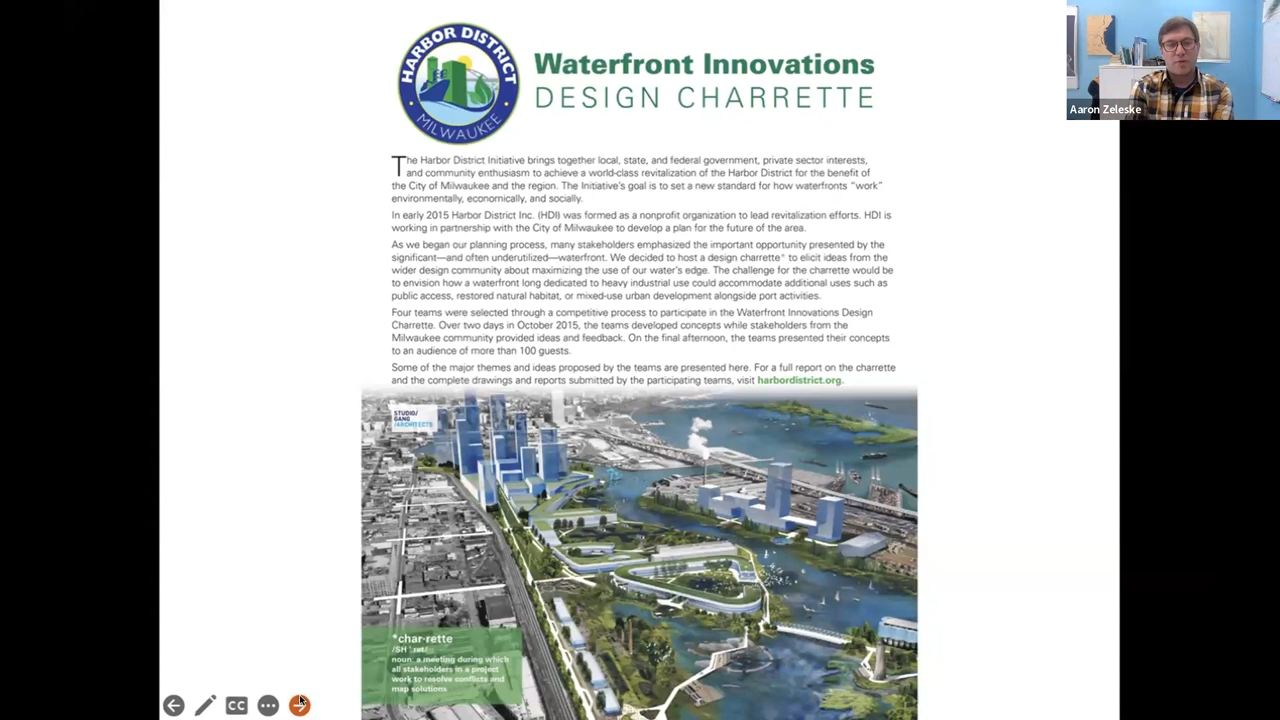 HARBOR DISTRICT
MILWAUKEE
Waterfront Innovations
DESIGN CHARRETTE
Aaron Zeleske
The Harbor District Initiative brings together local, state, and federal government, private sector interests,
and community enthusiasm to achieve a world-class revitalization of the Harbor District for the benefit of
the City of Milwaukee and the region. The Initiative's goal is to set a new standard for how waterfronts "work"
environmentally, economically, and socially.
In early 2015 Harbor District Inc. (HDI) was formed as a nonprofit organization to lead revitalization efforts. HDI is
working in partnership with the City of Milwaukee to develop a plan for the future of the area.
As we began our planning process, many stakeholders emphasized the important opportunity presented by the
significant—and often underutilized—waterfront. We decided to host a design charrette* to elicit ideas from the
wider design community about maximizing the use of our water's edge. The challenge for the charrette would be
to envision how a waterfront long dedicated to heavy industrial use could accommodate additional uses such as
public access, restored natural habitat, or mixed-use urban development alongside port activities.
Four teams were selected through a competitive process to participate in the Waterfront Innovations Design
Charrette. Over two days in October 2015, the teams developed concepts while stakeholders from the
Milwaukee community provided ideas and feedback. On the final afternoon, the teams presented their concepts
to an audience of more than 100 guests.
Some of the major themes and ideas proposed by the teams are presented here. For a full report on the charrette
and the complete drawings and reports submitted by the participating teams, visit harbordistrict.org.
STUDIO/
GANG
/ARCHITECTS
*char·rette
/SHˈret/
noun: a meeting during which
all stakeholders in a project
work to resolve conflicts and
map solutions
CC